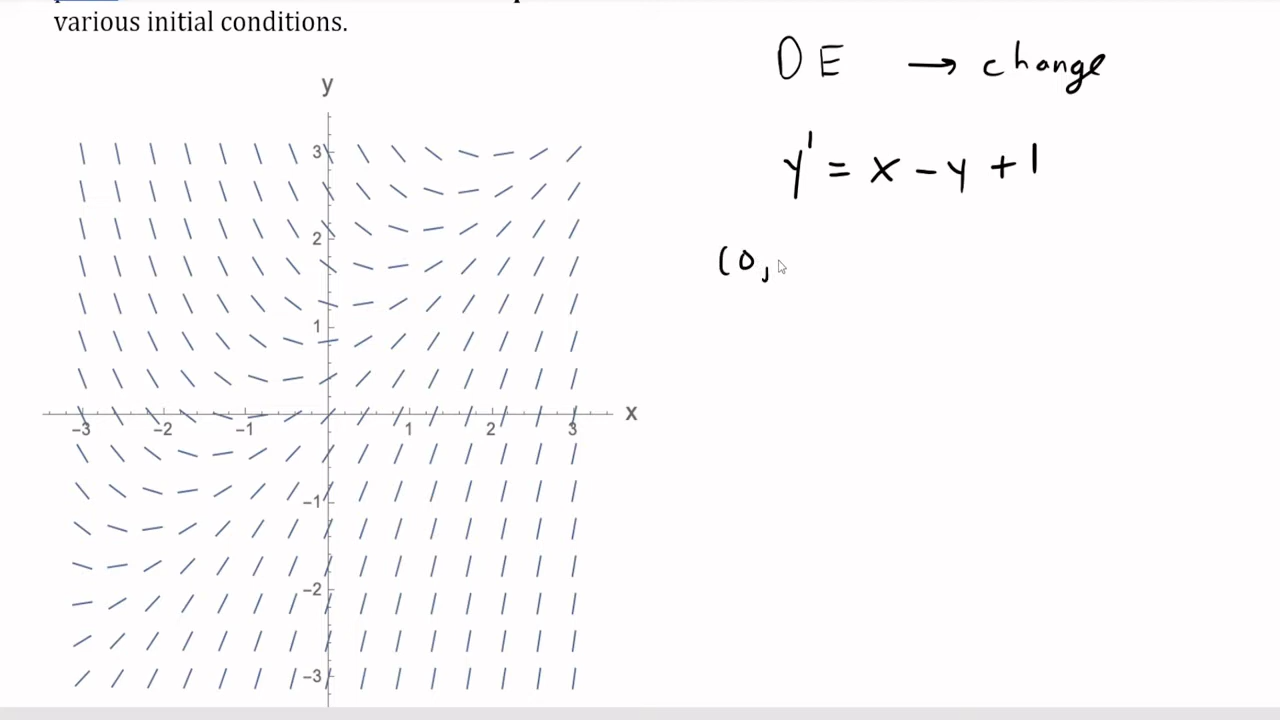 various initial conditions.
DE → change
y' = x - y + 1
(0,
y
3
2
1
-3 -2 -1 1 2 3 x
-1
-2
-3